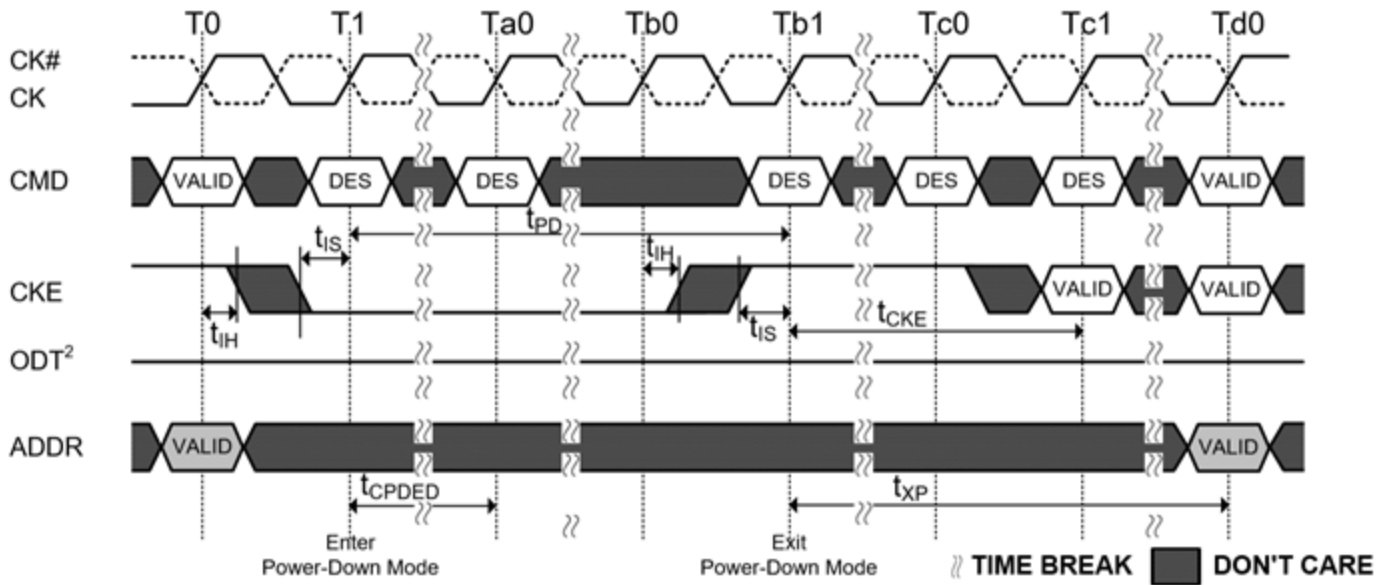 T0 T1 Ta0 Tb0 Tb1 Tc0 Tc1 Td0
CK#
CK
CMD VALID DES DES DES DES DES VALID
tPD
tIS tIH
CKE VALID VALID
tIH tIS tCKE
ODT2
ADDR VALID VALID
tCPDED tXP
Enter
Power-Down Mode
Exit
Power-Down Mode
TIME BREAK DON'T CARE